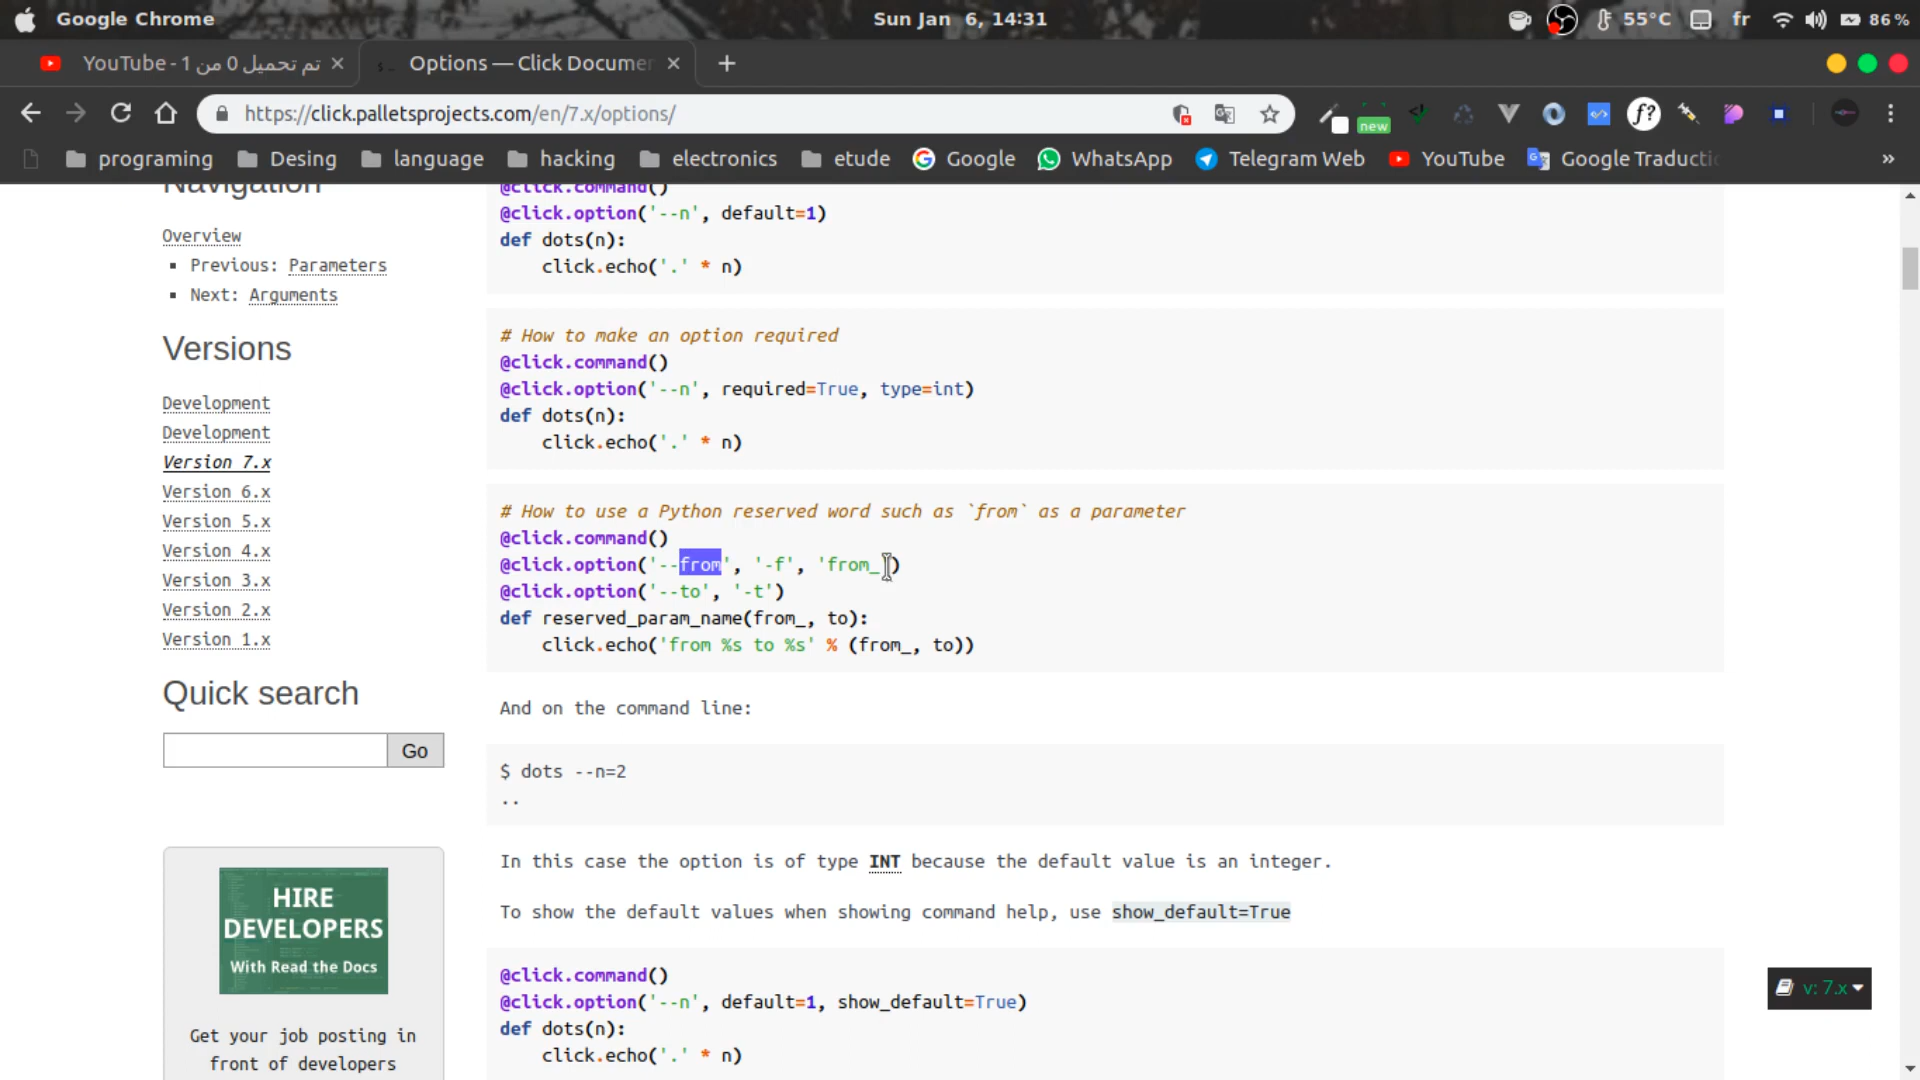 Google Chrome
Sun Jan 6, 14:31
55°C
fr
86%
YouTube - تم تحميل 0 من 1
Options — Click Documen
https://click.palletsprojects.com/en/7.x/options/
f?
new
programing
Desing
language
hacking
electronics
etude
Google
WhatsApp
Telegram Web
YouTube
Google Traducti
»
Navigation
Overview
Previous: Parameters
Next: Arguments
Versions
Development
Development
Version 7.x
Version 6.x
Version 5.x
Version 4.x
Version 3.x
Version 2.x
Version 1.x
Quick search
Go
HIRE
DEVELOPERS
With Read the Docs
Get your job posting in
front of developers
@click.command()
@click.option('--n', default=1)
def dots(n):
    click.echo('.' * n)
# How to make an option required
@click.command()
@click.option('--n', required=True, type=int)
def dots(n):
    click.echo('.' * n)
# How to use a Python reserved word such as `from` as a parameter
@click.command()
@click.option('--from', '-f', 'from_')
@click.option('--to', '-t')
def reserved_param_name(from_, to):
    click.echo('from %s to %s' % (from_, to))
And on the command line:
$ dots --n=2
..
In this case the option is of type INT because the default value is an integer.
To show the default values when showing command help, use show_default=True
@click.command()
@click.option('--n', default=1, show_default=True)
def dots(n):
    click.echo('.' * n)
v: 7.x